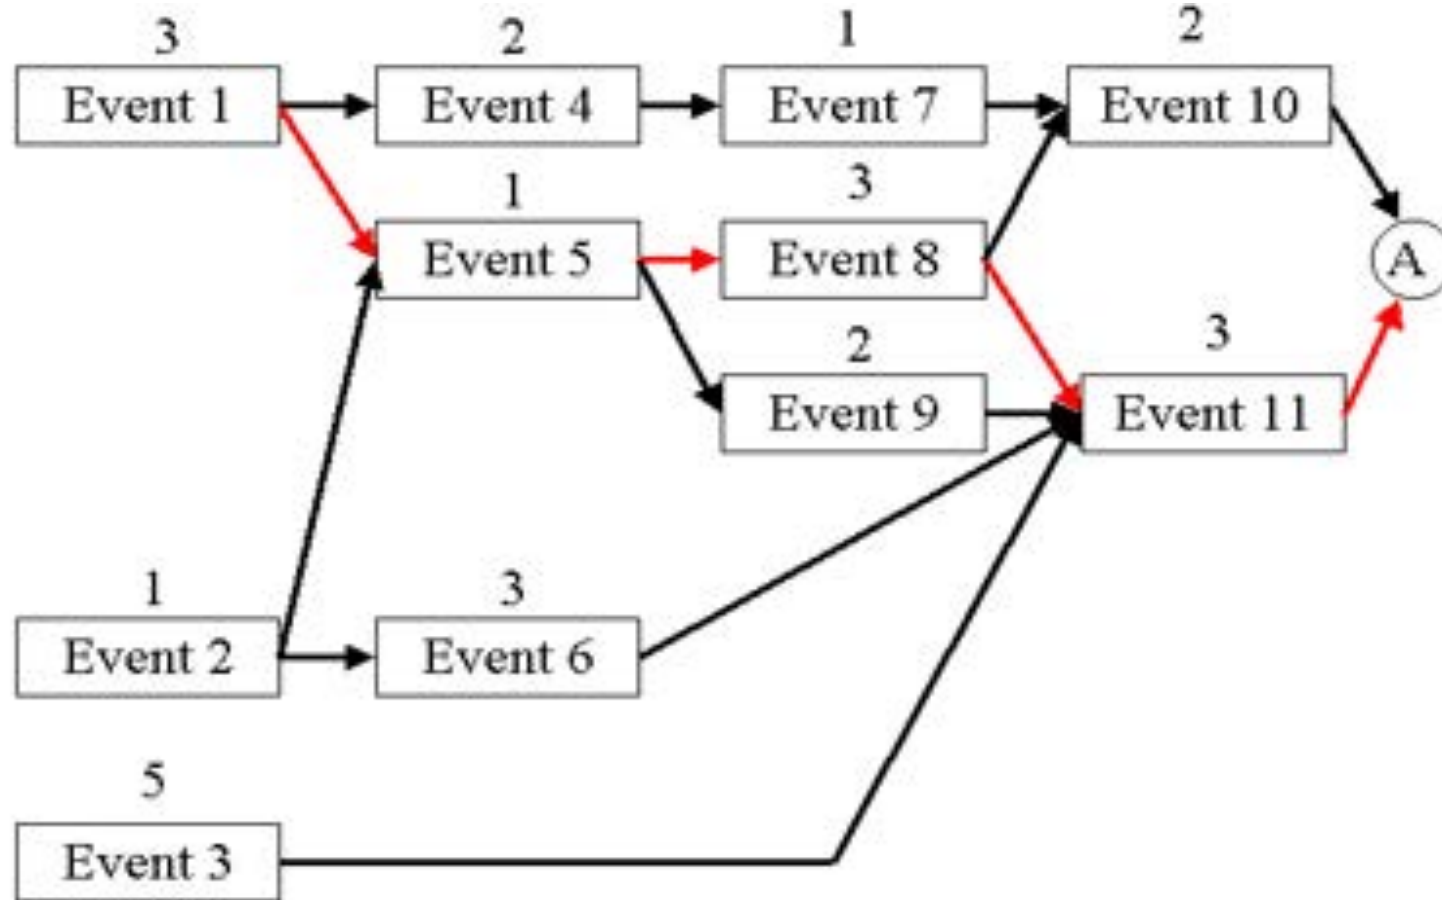 3 2 1 2
Event 1 Event 4 Event 7 Event 10
1 3
Event 5 Event 8 A
2 3
Event 9 Event 11
1 3
Event 2 Event 6
5
Event 3